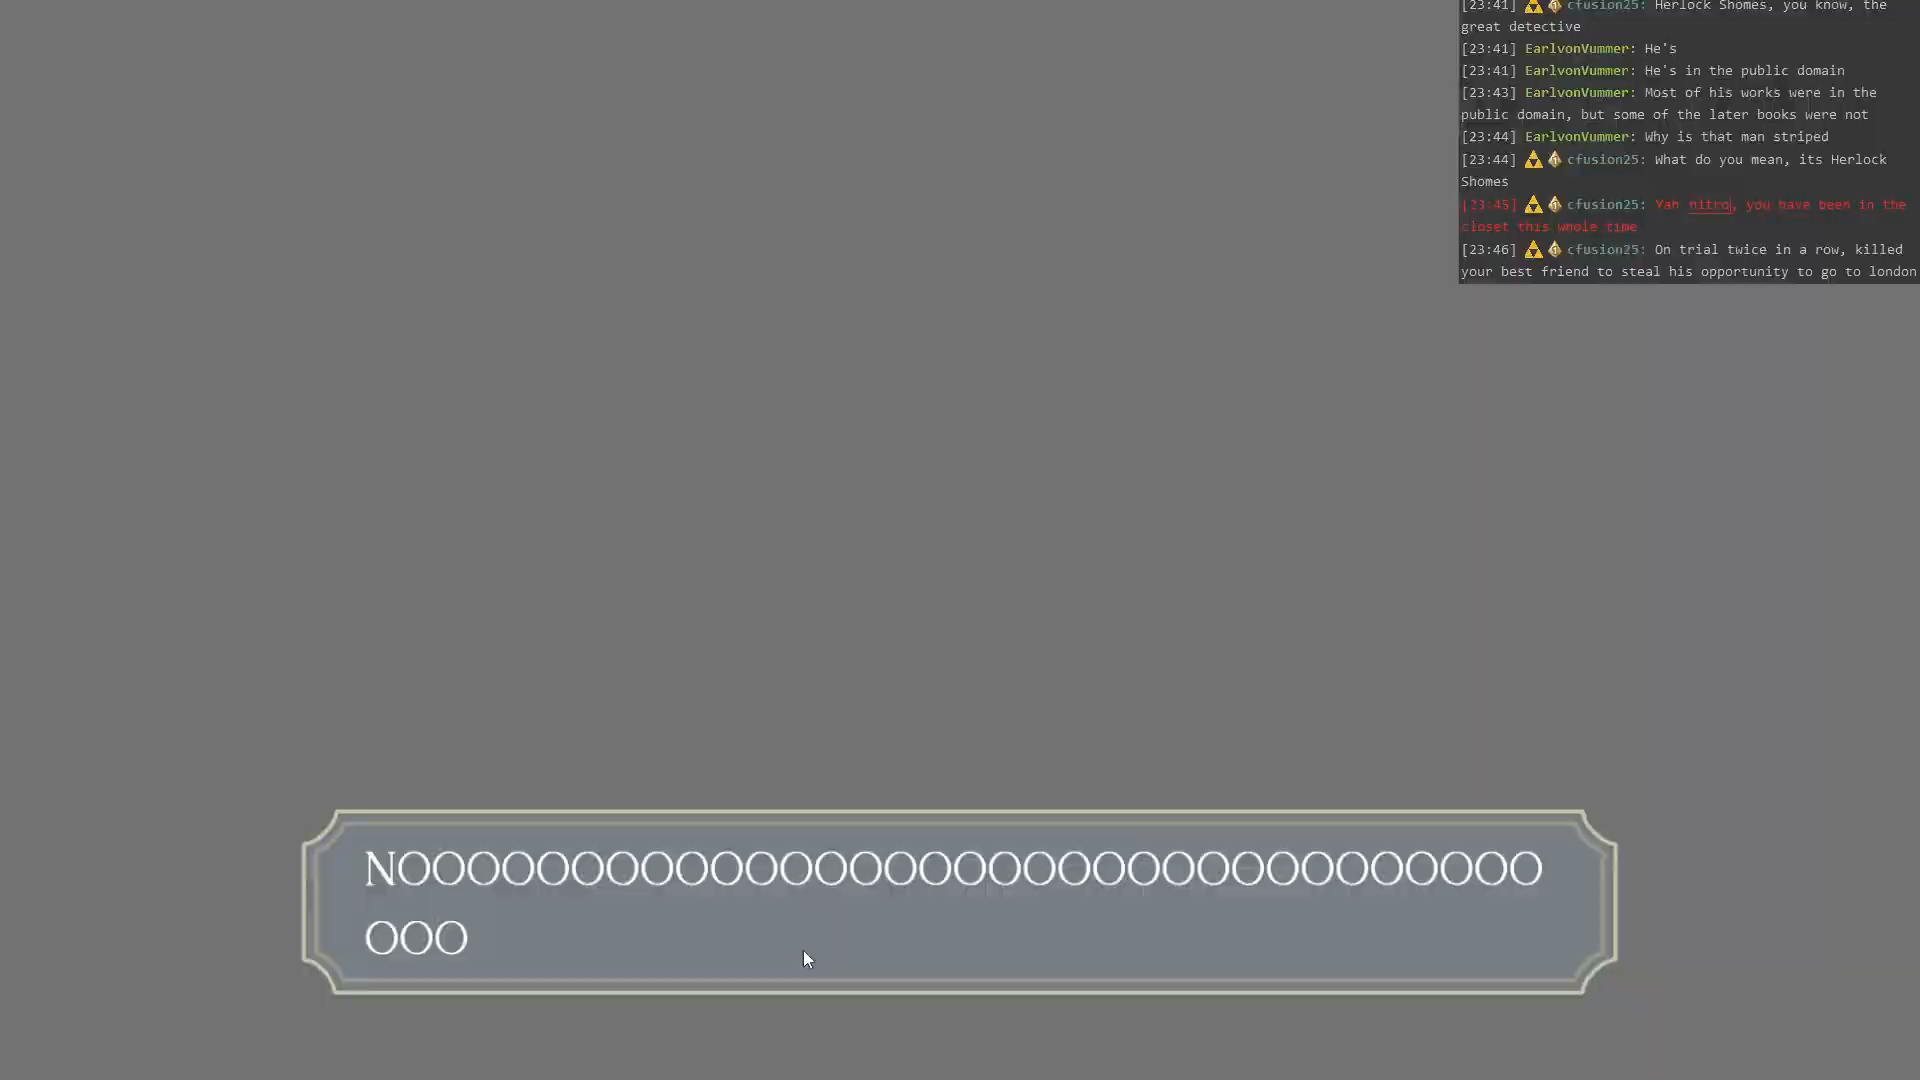 [23:41] cfusion25: Herlock Shomes, you know, the
great detective
[23:41] EarlvonVummer: He's
[23:41] EarlvonVummer: He's in the public domain
[23:43] EarlvonVummer: Most of his works were in the
public domain, but some of the later books were not
[23:44] EarlvonVummer: Why is that man striped
[23:44] cfusion25: What do you mean, its Herlock
Shomes
[23:45] cfusion25: Yah nitro, you have been in the
closet this whole time
[23:46] cfusion25: On trial twice in a row, killed
your best friend to steal his opportunity to go to london
NOOOOOOOOOOOOOOOOOOOOOOOOOOOOOOOOO
OOO